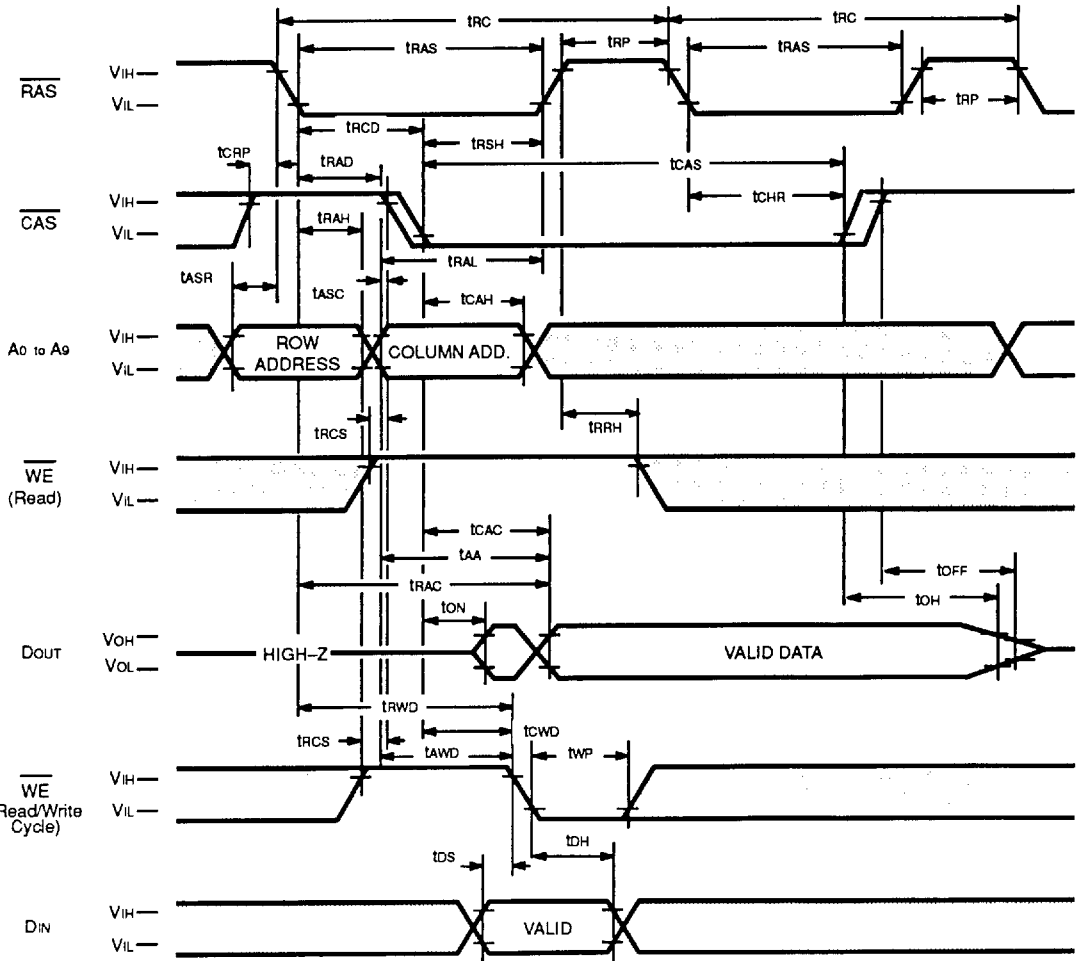 tRC tRC
tRAS tRP tRAS
RAS VIH
VIL
tRP
tRCD tRSH
tCRP tRAD tCAS
CAS VIH
VIL
tCHR
tRAH
tRAL
tASR tASC tCAH
A0 to A9 VIH
VIL
ROW
ADDRESS
COLUMN ADD.
tRCS tRRH
WE
(Read)
VIH
VIL
tCAC
tAA
tRAC
tOFF
tOH
tON
DOUT VOH
VOL
HIGH–Z VALID DATA
tRWD
tCWD
tRCS tAWD tWP
WE
Read/Write
Cycle)
VIH
VIL
tDS tDH
DIN VIH
VIL
VALID